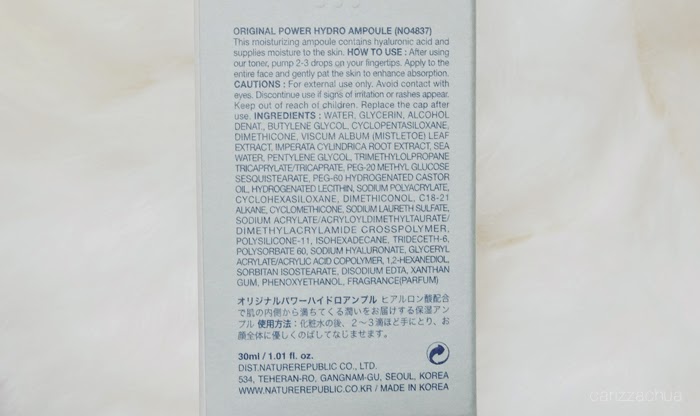 ORIGINAL POWER HYDRO AMPOULE (NO4837)
This moisturizing ampoule contains hyaluronic acid and
supplies moisture to the skin. HOW TO USE : After using
our toner, pump 2-3 drops on your fingertips. Apply to the
entire face and gently pat the skin to enhance absorption.
CAUTIONS : For external use only. Avoid contact with
eyes. Discontinue use if signs of irritation or rashes appear.
Keep out of reach of children. Replace the cap after
use. INGREDIENTS : WATER, GLYCERIN, ALCOHOL
DENAT., BUTYLENE GLYCOL, CYCLOPENTASILOXANE,
DIMETHICONE, VISCUM ALBUM (MISTLETOE) LEAF
EXTRACT, IMPERATA CYLINDRICA ROOT EXTRACT, SEA
WATER, PENTYLENE GLYCOL, TRIMETHYLOLPROPANE
TRICAPRYLATE/TRICAPRATE, PEG-20 METHYL GLUCOSE
SESQUISTEARATE, PEG-60 HYDROGENATED CASTOR
OIL, HYDROGENATED LECITHIN, SODIUM POLYACRYLATE,
CYCLOHEXASILOXANE, DIMETHICONOL, C18-21
ALKANE, CYCLOMETHICONE, SODIUM LAURETH SULFATE,
SODIUM ACRYLATE/ACRYLOYLDIMETHYLTAURATE/
DIMETHYLACRYLAMIDE CROSSPOLYMER,
POLYSILICONE-11, ISOHEXADECANE, TRIDECETH-6,
POLYSORBATE 60, SODIUM HYALURONATE, GLYCERYL
ACRYLATE/ACRYLIC ACID COPOLYMER, 1,2-HEXANEDIOL,
SORBITAN ISOSTEARATE, DISODIUM EDTA, XANTHAN
GUM, PHENOXYETHANOL, FRAGRANCE(PARFUM)
オリジナルパワーハイドロアンプル ヒアルロン酸配合
で肌の内側から満ちてくる潤いをお届けする保湿アン
プル 使用方法：化粧水の後、2～3滴ほど手にとり、お
顔全体に優しくのばしてなじませます。
30ml / 1.01 fl. oz.
DIST.NATUREREPUBLIC CO., LTD.
534, TEHERAN-RO, GANGNAM-GU, SEOUL, KOREA
WWW.NATUREREPUBLIC.CO.KR / MADE IN KOREA
carizzachua